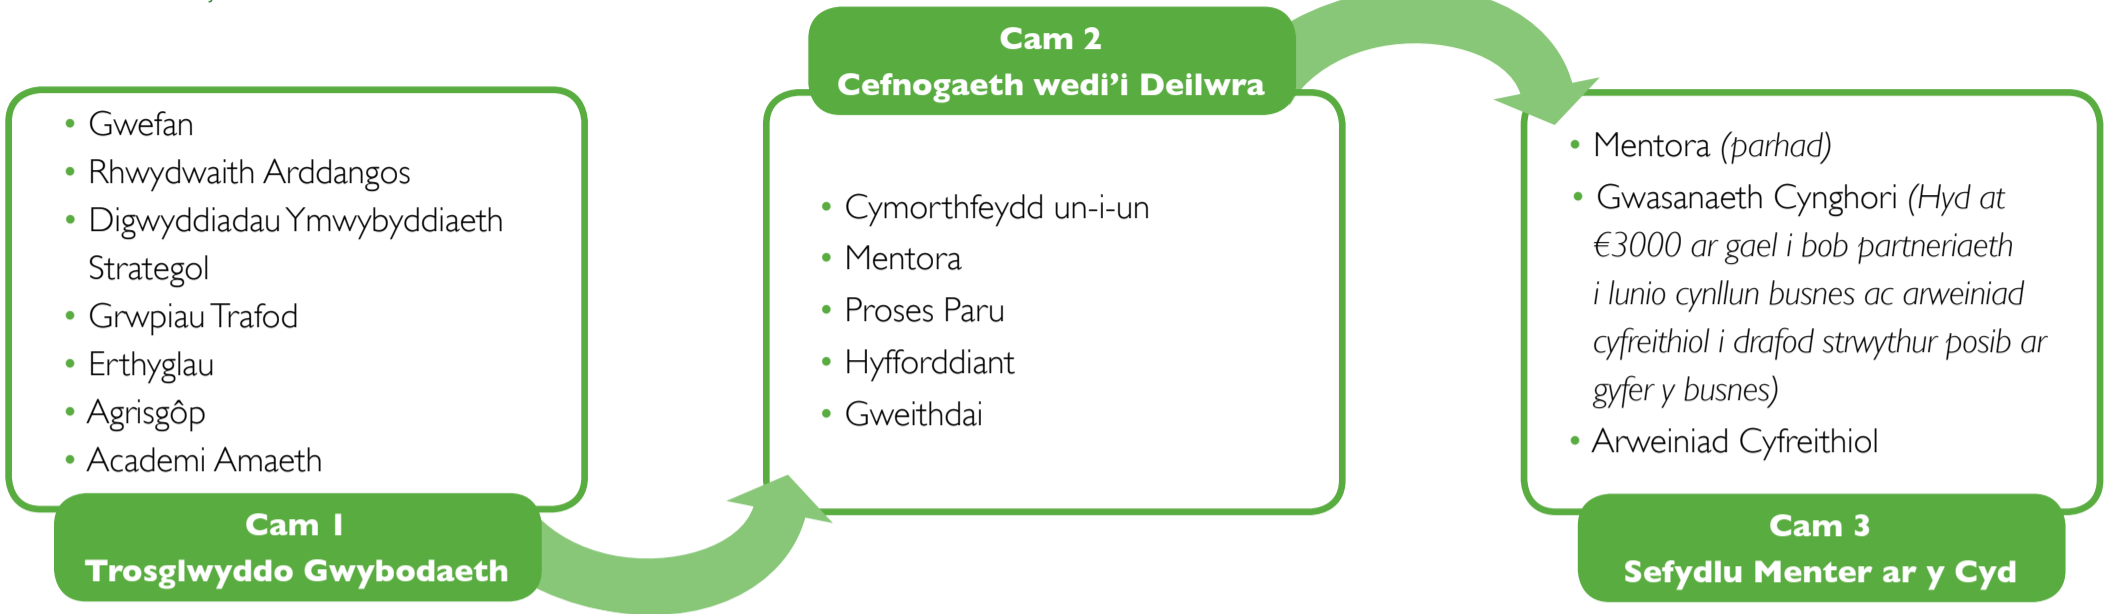 • Gwefan
• Rhwydwaith Arddangos
• Digwyddiadau Ymwybyddiaeth
Strategol
• Grwpiau Trafod
• Erthyglau
• Agrisgôp
• Academi Amaeth
Cam 1
Trosglwyddo Gwybodaeth
Cam 2
Cefnogaeth wedi’i Deilwra
• Cymorthfeydd un-i-un
• Mentora
• Proses Paru
• Hyfforddiant
• Gweithdai
• Mentora (parhad)
• Gwasanaeth Cynghori (Hyd at
€3000 ar gael i bob partneriaeth
i lunio cynllun busnes ac arweiniad
cyfreithiol i drafod strwythur posib ar
gyfer y busnes)
• Arweiniad Cyfreithiol
Cam 3
Sefydlu Menter ar y Cyd